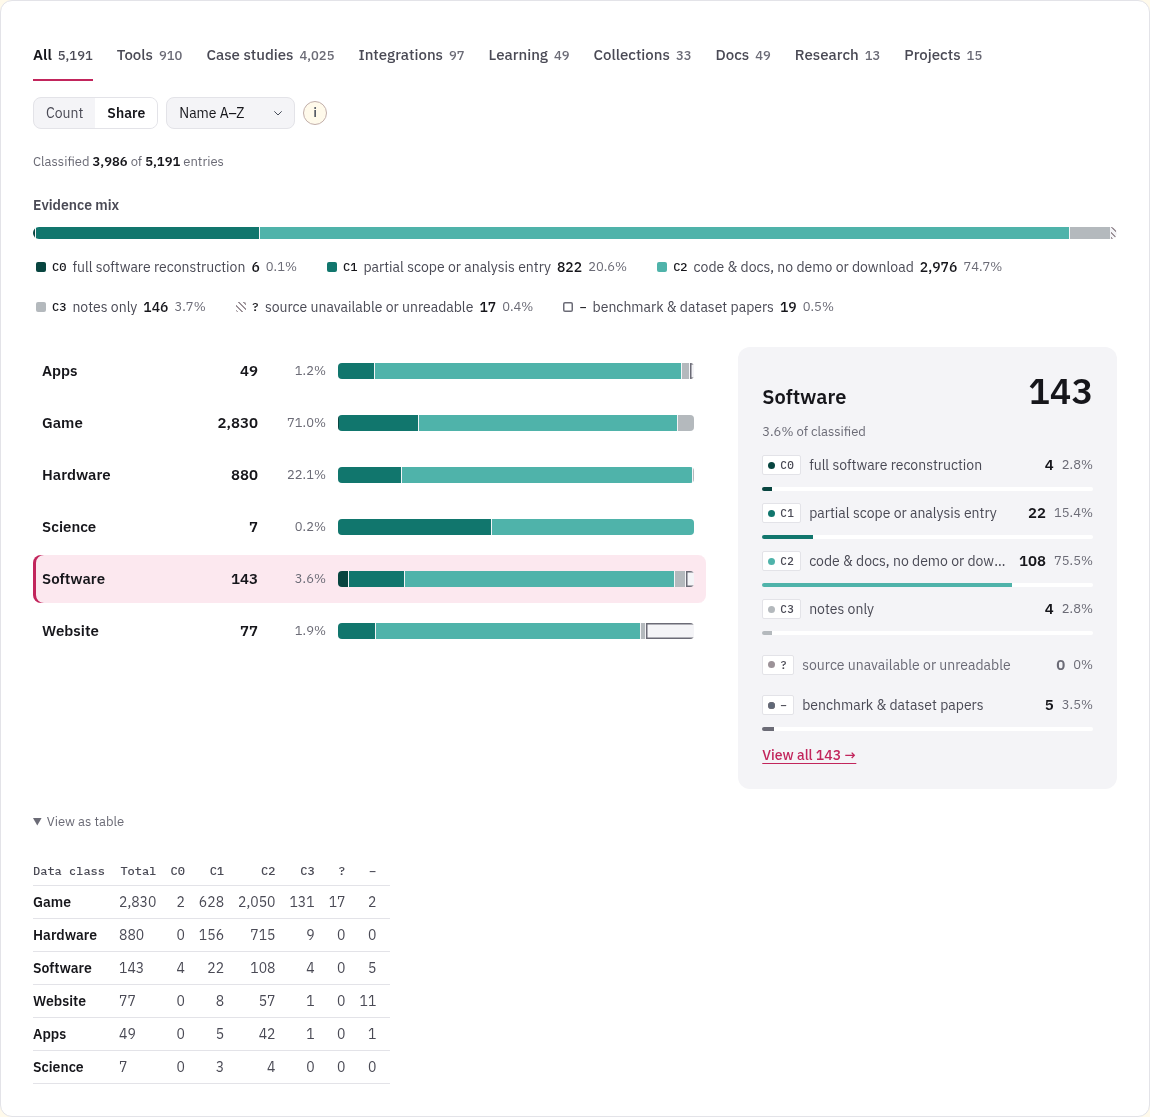 All 5,191 Tools 910 Case studies 4,025 Integrations 97 Learning 49 Collections 33 Docs 49 Research 13 Projects 15
Count Share Name A–Z i
Classified 3,986 of 5,191 entries
Evidence mix
C0 full software reconstruction 6 0.1% C1 partial scope or analysis entry 822 20.6% C2 code & docs, no demo or download 2,976 74.7%
C3 notes only 146 3.7% ? source unavailable or unreadable 17 0.4% – benchmark & dataset papers 19 0.5%
Apps 49 1.2%
Game 2,830 71.0%
Hardware 880 22.1%
Science 7 0.2%
Software 143 3.6%
Website 77 1.9%
Software 143
3.6% of classified
C0 full software reconstruction 4 2.8%
C1 partial scope or analysis entry 22 15.4%
C2 code & docs, no demo or dow... 108 75.5%
C3 notes only 4 2.8%
? source unavailable or unreadable 0 0%
– benchmark & dataset papers 5 3.5%
View all 143 →
▼ View as table
Data class Total C0 C1 C2 C3 ? –
Game 2,830 2 628 2,050 131 17 2
Hardware 880 0 156 715 9 0 0
Software 143 4 22 108 4 0 5
Website 77 0 8 57 1 0 11
Apps 49 0 5 42 1 0 1
Science 7 0 3 4 0 0 0